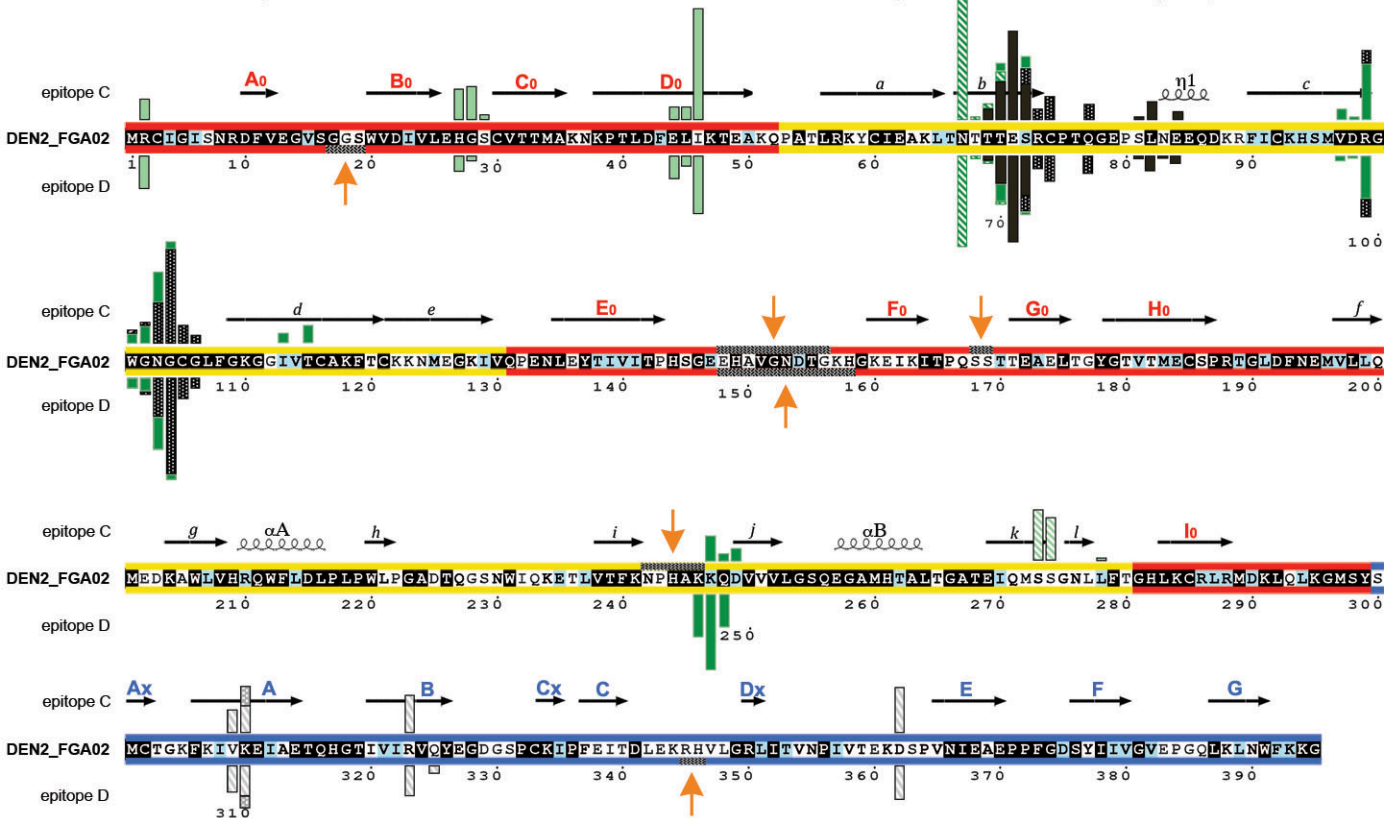 epitope C A0 B0 C0 D0 a b η1 c
DEN2_FGA02 MRCIGISNRDFVEGVSGGSWVDIVLEHGSCVTTMAKNKPTLDFELIKTEAKQPATLRKYCIEAKLTNTTTESRCPTQGEPSLNEEQDKRFICKHSMVDRG
1 10 20 30 40 50 60 80 90
epitope D
70 100
epitope C d e E0 F0 G0 H0 f
DEN2_FGA02 WGNGCGLFGKGGIVTCAKFTCKKNMEGKIVQPENLEYTIVITPHSGEEHAVGNDTGKHGKEIKITPQSSTTEAELTGYGTVTMECSPRTGLDFNEMVLLQ
110 120 130 140 150 160 170 180 190 200
epitope D
epitope C g αA h i j αB k l I0
DEN2_FGA02 MEDKAWLVHRQWFLDLPLPWLPGADTQGSNWIQKETLVTFKNPHAKKQDVVVLGSQEGAMHTALTGATEIQMSSGNLLFTGHLKCRLRMDKLQLKGMSYS
210 220 230 240 260 270 280 290 300
epitope D 250
epitope C Ax A B Cx C Dx E F G
DEN2_FGA02 MCTGKFKIVKEIAETQHGTIVIRVQYEGDGSPCKIPFEITDLEKRHVLGRLITVNPIVTEKDSPVNIEAEPPFGDSYIIVGVEPGQLKLNWFKKG
320 330 340 350 360 370 380 390
epitope D
310